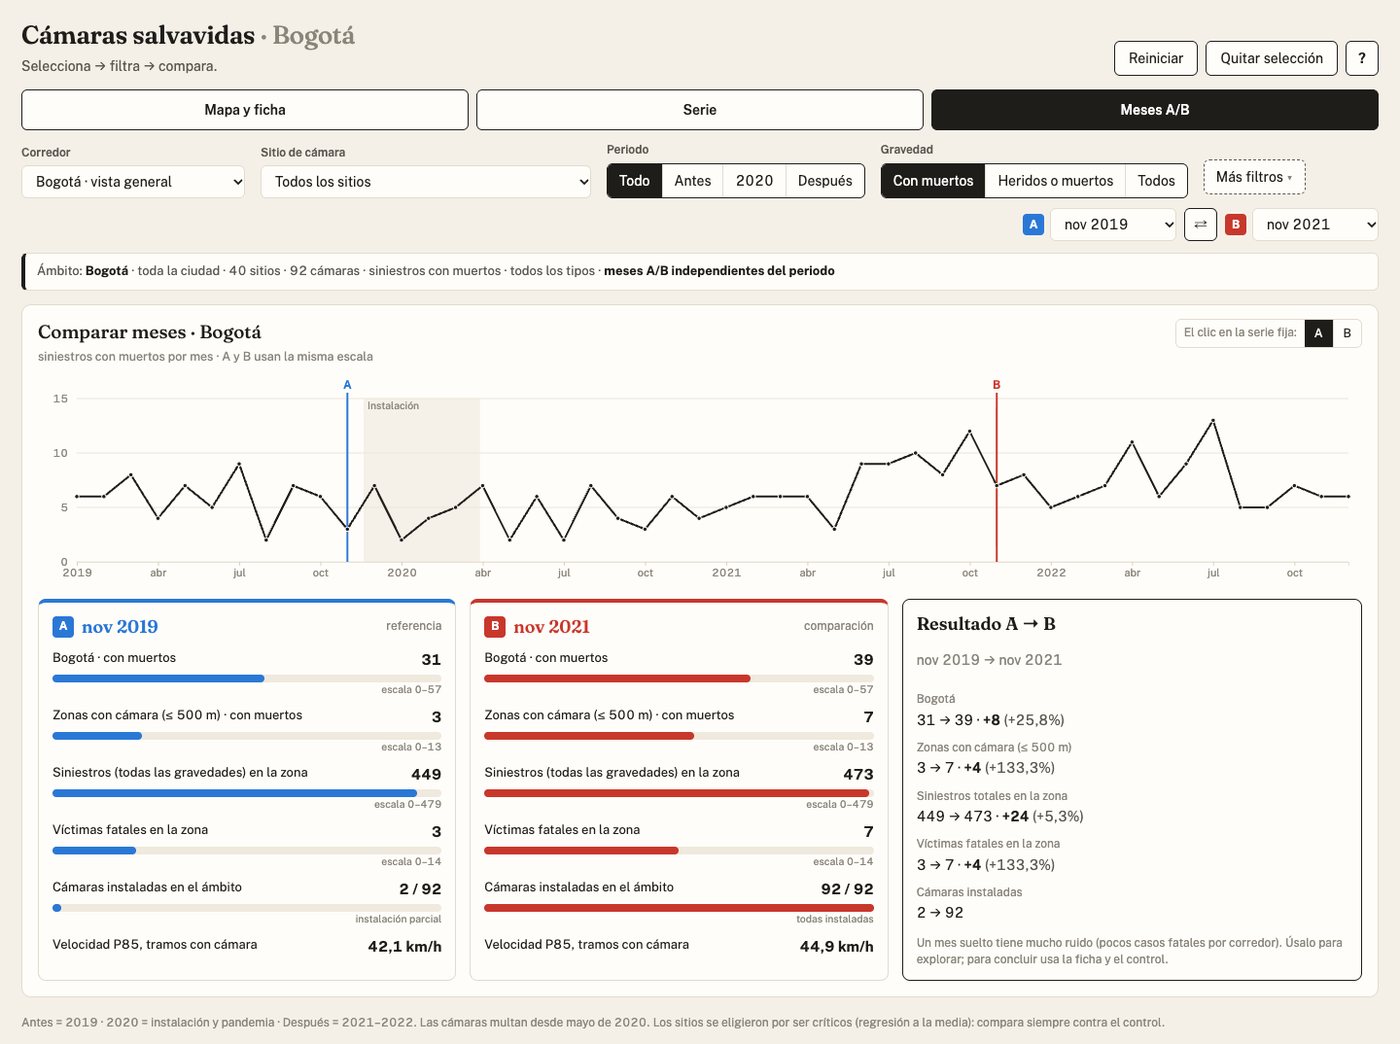 Cámaras salvavidas · Bogotá
Selecciona → filtra → compara.
Reiniciar
Quitar selección
?
Mapa y ficha
Serie
Meses A/B
Corredor
Sitio de cámara
Periodo
Gravedad
Bogotá · vista general
Todos los sitios
Todo
Antes
2020
Después
Con muertos
Heridos o muertos
Todos
Más filtros
A
nov 2019
⇄
B
nov 2021
Ámbito: Bogotá · toda la ciudad · 40 sitios · 92 cámaras · siniestros con muertos · todos los tipos · meses A/B independientes del periodo
Comparar meses · Bogotá
siniestros con muertos por mes · A y B usan la misma escala
El clic en la serie fija:
A
B
A
B
15
Instalación
10
5
0
2019
abr
jul
oct
2020
abr
jul
oct
2021
abr
jul
oct
2022
abr
jul
oct
A nov 2019
referencia
Bogotá · con muertos 31
escala 0–57
Zonas con cámara (≤ 500 m) · con muertos 3
escala 0–13
Siniestros (todas las gravedades) en la zona 449
escala 0–479
Víctimas fatales en la zona 3
escala 0–14
Cámaras instaladas en el ámbito 2 / 92
instalación parcial
Velocidad P85, tramos con cámara 42,1 km/h
B nov 2021
comparación
Bogotá · con muertos 39
escala 0–57
Zonas con cámara (≤ 500 m) · con muertos 7
escala 0–13
Siniestros (todas las gravedades) en la zona 473
escala 0–479
Víctimas fatales en la zona 7
escala 0–14
Cámaras instaladas en el ámbito 92 / 92
todas instaladas
Velocidad P85, tramos con cámara 44,9 km/h
Resultado A → B
nov 2019 → nov 2021
Bogotá
31 → 39 · +8 (+25,8%)
Zonas con cámara (≤ 500 m)
3 → 7 · +4 (+133,3%)
Siniestros totales en la zona
449 → 473 · +24 (+5,3%)
Víctimas fatales en la zona
3 → 7 · +4 (+133,3%)
Cámaras instaladas
2 → 92
Un mes suelto tiene mucho ruido (pocos casos fatales por corredor). Úsalo para
explorar; para concluir usa la ficha y el control.
Antes = 2019 · 2020 = instalación y pandemia · Después = 2021–2022. Las cámaras multan desde mayo de 2020. Los sitios se eligieron por ser críticos (regresión a la media): compara siempre contra el control.